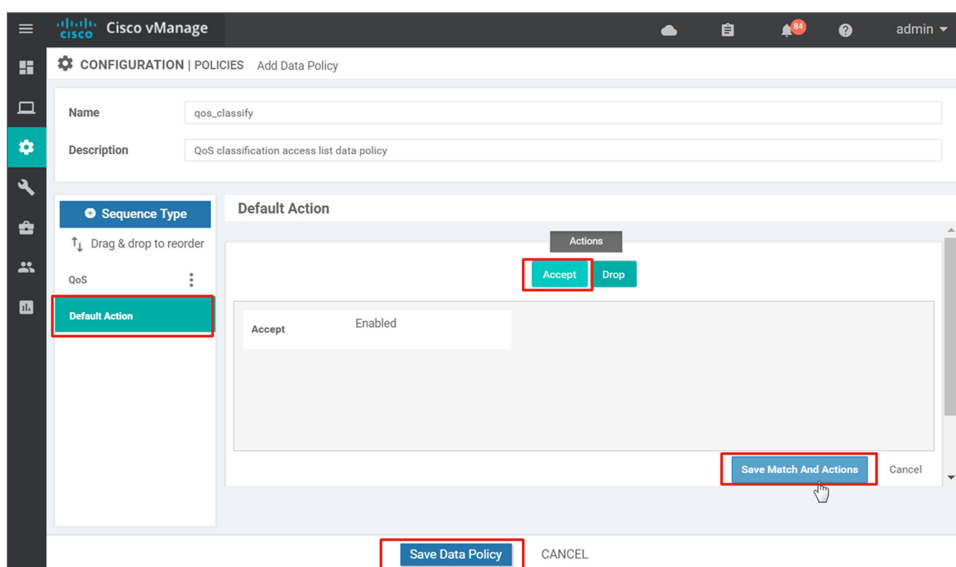 cisco Cisco vManage
84
admin
CONFIGURATION | POLICIES Add Data Policy
Name
qos_classify
Description
QoS classification access list data policy
Sequence Type
Drag & drop to reorder
QoS
Default Action
Default Action
Actions
Accept Drop
Accept Enabled
Save Match And Actions Cancel
Save Data Policy CANCEL